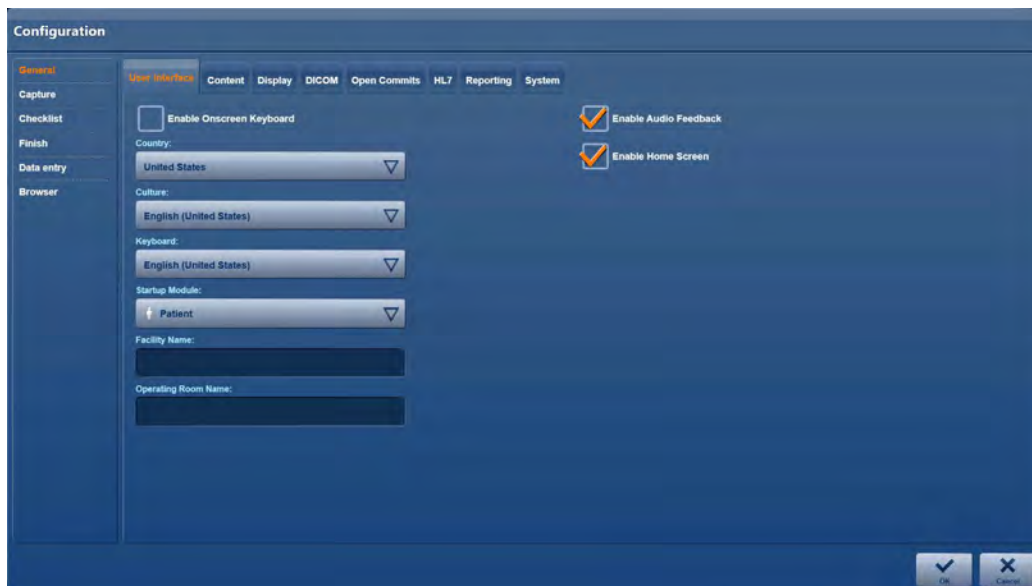 Configuration
General
Capture
Checklist
Finish
Data entry
Browser
User Interface Content Display DICOM Open Commits HL7 Reporting System
Enable Onscreen Keyboard
Country:
United States
Culture:
English (United States)
Keyboard:
English (United States)
Startup Module:
Patient
Facility Name:
Operating Room Name:
Enable Audio Feedback
Enable Home Screen
OK
Cancel